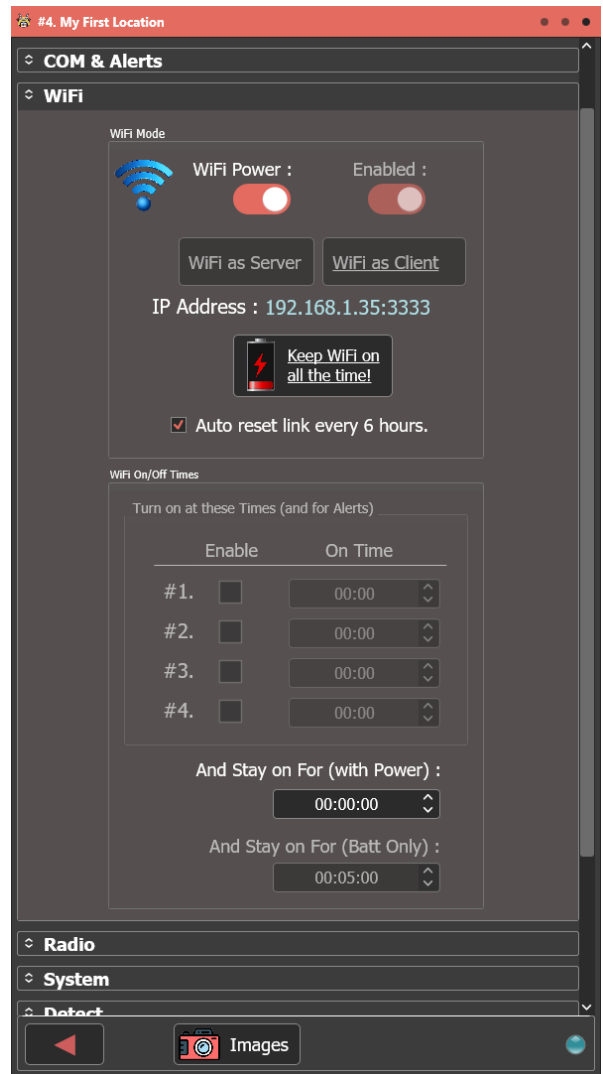 #4. My First Location
COM & Alerts
WiFi
WiFi Mode
WiFi Power :
Enabled :
WiFi as Server
WiFi as Client
IP Address : 192.168.1.35:3333
Keep WiFi on
all the time!
Auto reset link every 6 hours.
WiFi On/Off Times
Turn on at these Times (and for Alerts)
Enable
On Time
#1.
00:00
#2.
00:00
#3.
00:00
#4.
00:00
And Stay on For (with Power) :
00:00:00
And Stay on For (Batt Only) :
00:05:00
Radio
System
Detect
Images